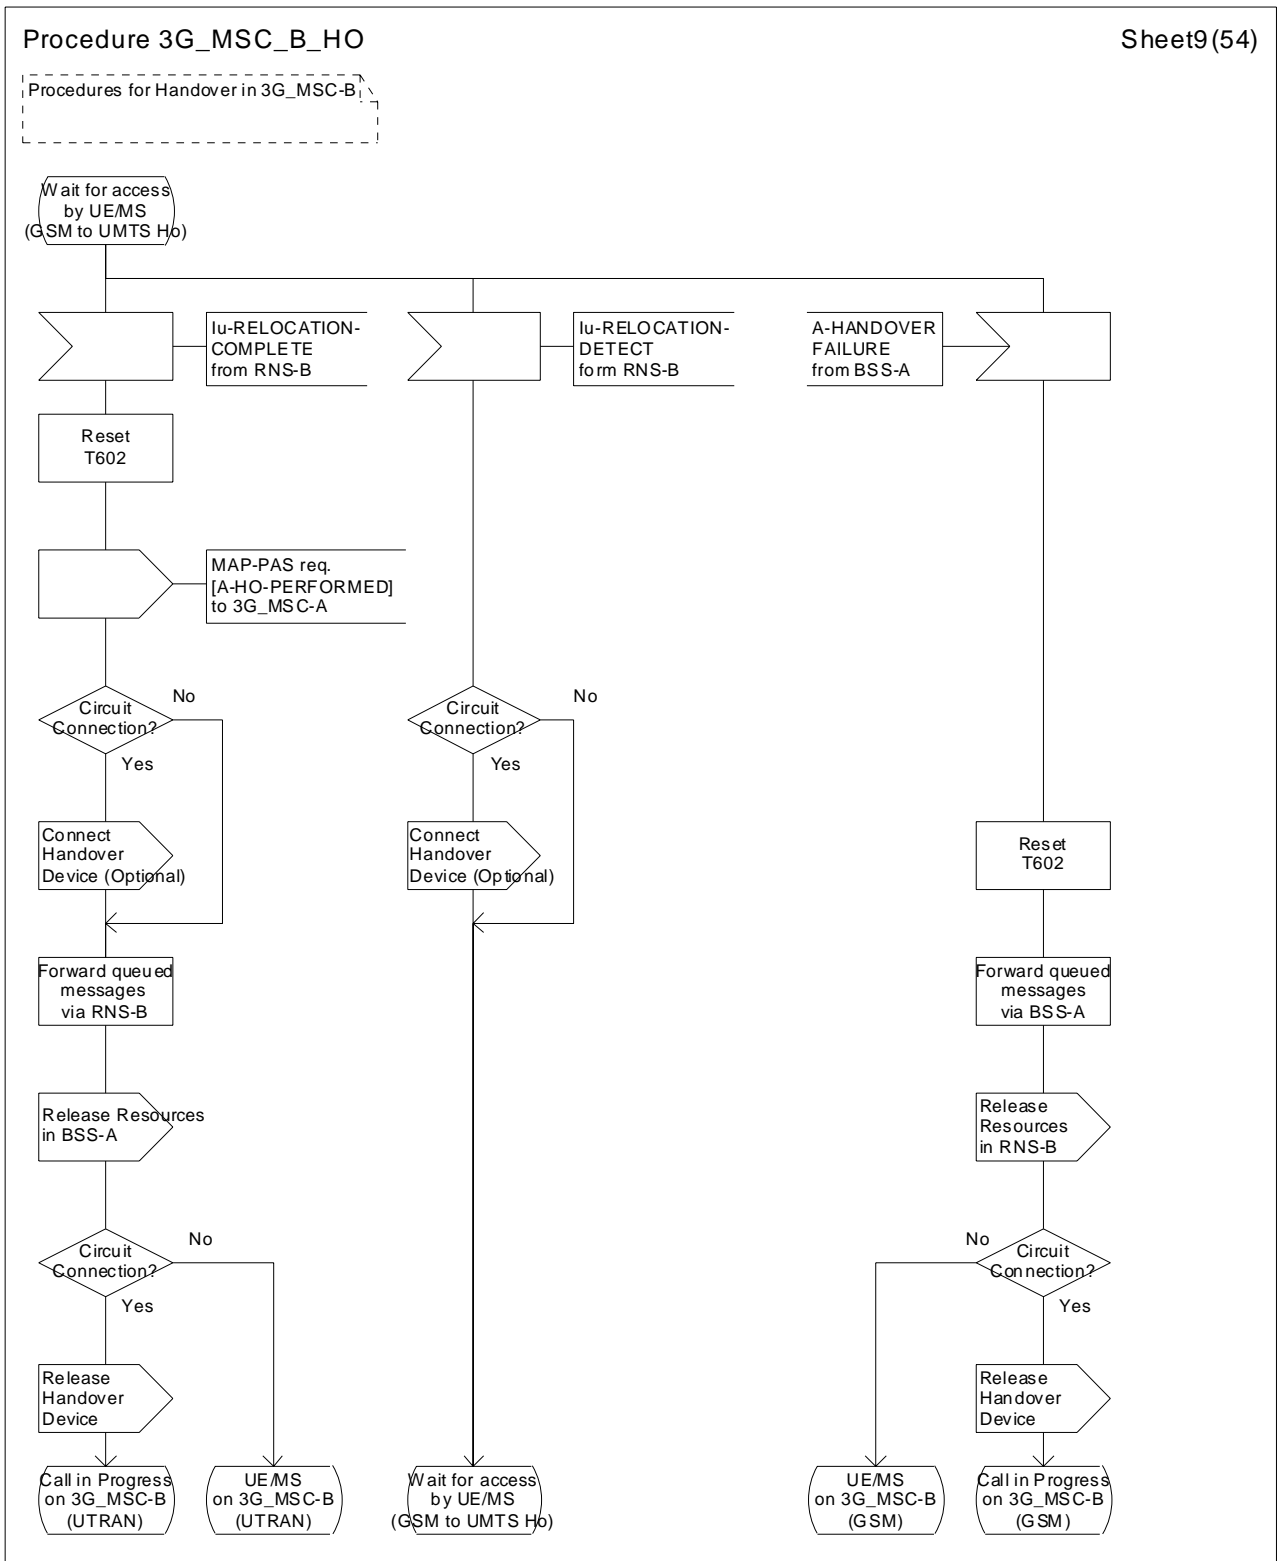 Procedure 3G_MSC_B_HO
Sheet9(54)
Procedures for Handover in 3G_MSC-B
Wait for access
by UE/MS
(GSM to UMTS Ho)
Iu-RELOCATION-
COMPLETE
from RNS-B
Iu-RELOCATION-
DETECT
form RNS-B
A-HANDOVER
FAILURE
from BSS-A
Reset
T602
MAP-PAS req.
[A-HO-PERFORMED]
to 3G_MSC-A
Circuit
Connection?
No
Yes
Circuit
Connection?
No
Yes
Connect
Handover
Device (Optional)
Connect
Handover
Device (Optional)
Reset
T602
Forward queued
messages
via RNS-B
Forward queued
messages
via BSS-A
Release Resources
in BSS-A
Release
Resources
in RNS-B
Circuit
Connection?
No
Yes
No
Circuit
Connection?
Yes
Release
Handover
Device
Release
Handover
Device
Call in Progress
on 3G_MSC-B
(UTRAN)
UE/MS
on 3G_MSC-B
(UTRAN)
Wait for access
by UE/MS
(GSM to UMTS Ho)
UE/MS
on 3G_MSC-B
(GSM)
Call in Progress
on 3G_MSC-B
(GSM)